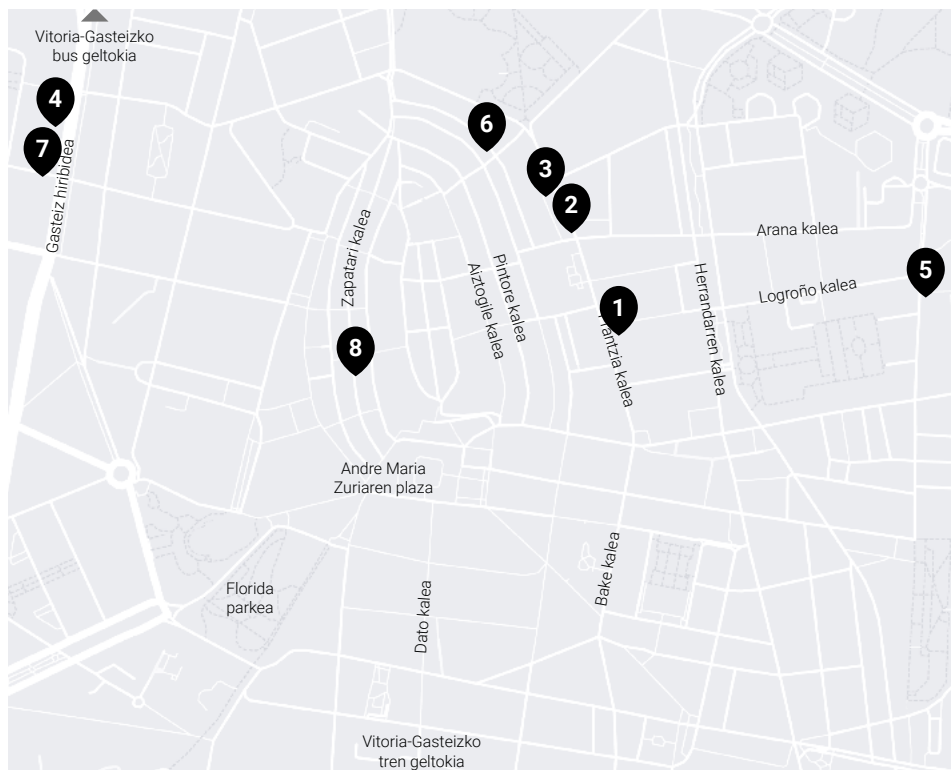 Vitoria-Gasteizko
bus geltokia
4
7
6
3
2
Gasteiz hiribidea
Zapatari kalea
Arana kalea
Pintore kalea
Aiztogile kalea
5
Herrandarren kalea
Logroño kalea
1
kalea
8
Andre Maria
Zuriaren plaza
Bake kalea
Florida
parkea
Dato kalea
Vitoria-Gasteizko
tren geltokia